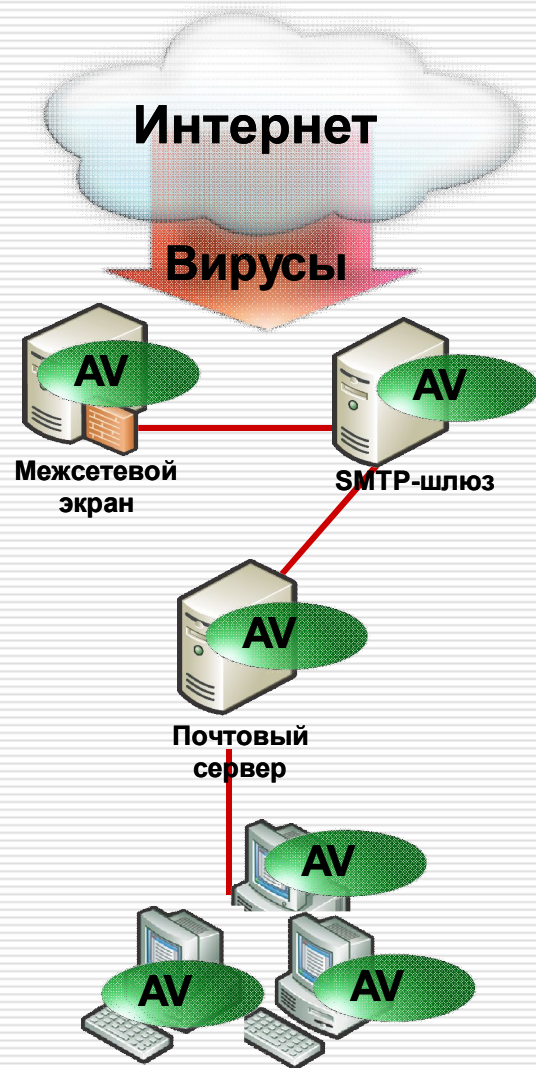 Интернет
Вирусы
AV
AV
Межсетевой
экран
SMTP-шлюз
AV
Почтовый
сервер
AV
AV
AV